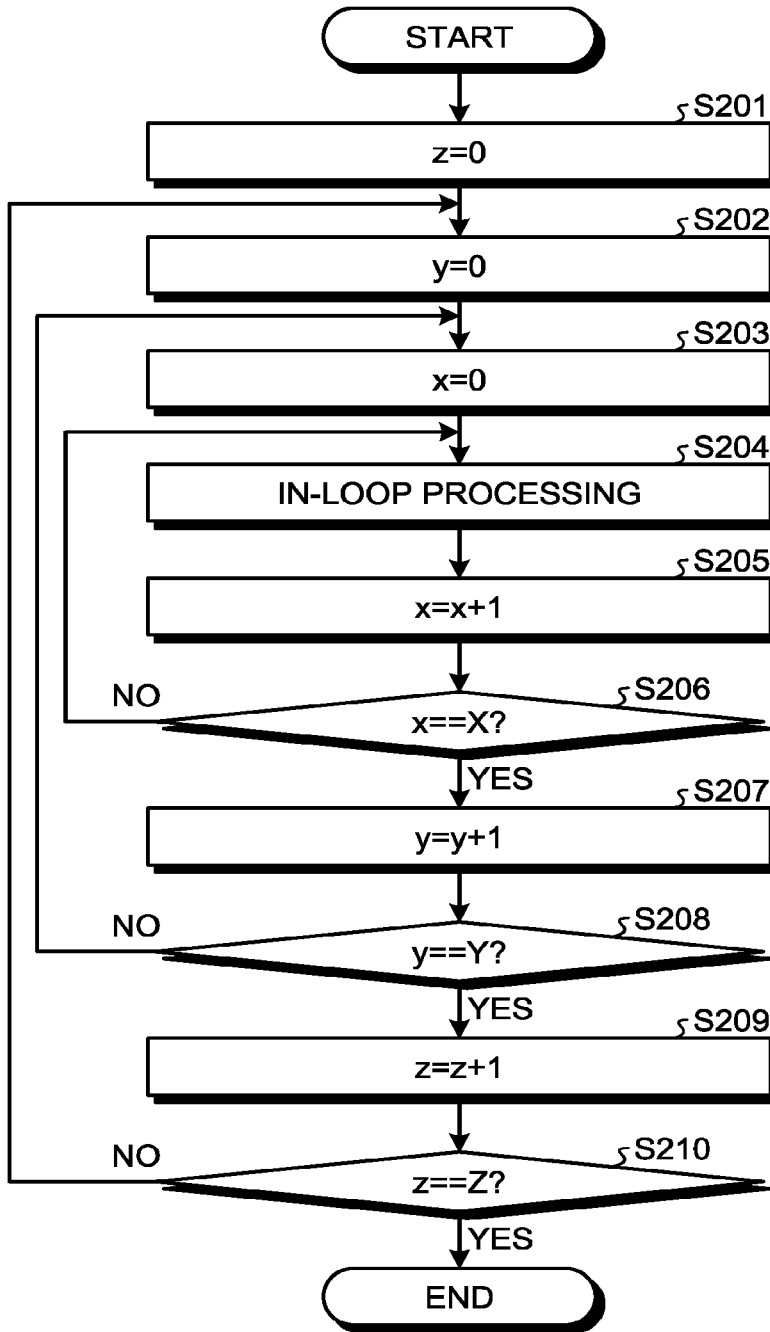 START
S201
z=0
S202
y=0
S203
x=0
S204
IN-LOOP PROCESSING
S205
x=x+1
S206
NO
x==X?
YES
S207
y=y+1
S208
NO
y==Y?
YES
S209
z=z+1
S210
NO
z==Z?
YES
END